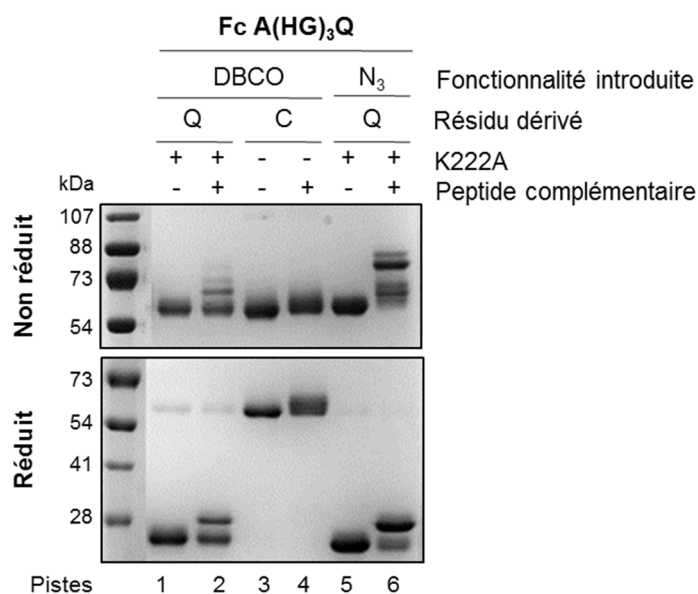 Fc A(HG)₃Q
DBCO N₃ Fonctionnalité introduite
Q C Q Résidu dérivé
+ + - - + + K222A
kDa - + - + - + Peptide complémentaire
Non réduit
107
88
73
54
Réduit
73
54
41
28
Pistes 1 2 3 4 5 6